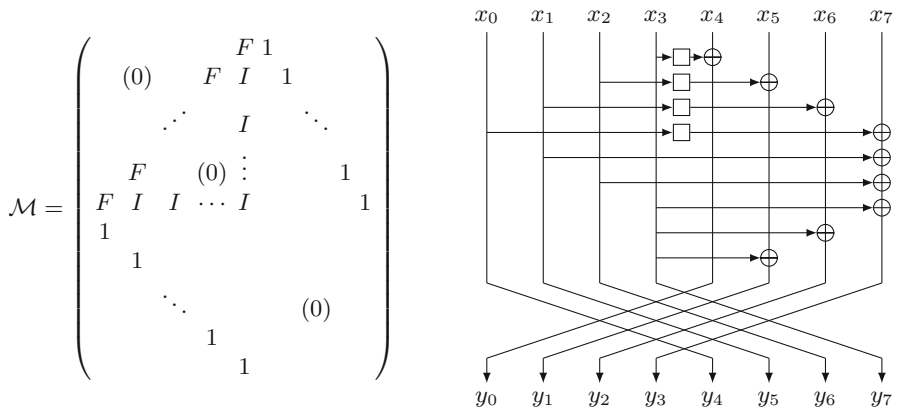 F 1
(0) F I 1
⋱ I ⋱
F (0) ⋮ 1
M = F I I ⋯ I 1
1
1
⋱ (0)
1
1
x0 x1 x2 x3 x4 x5 x6 x7
y0 y1 y2 y3 y4 y5 y6 y7